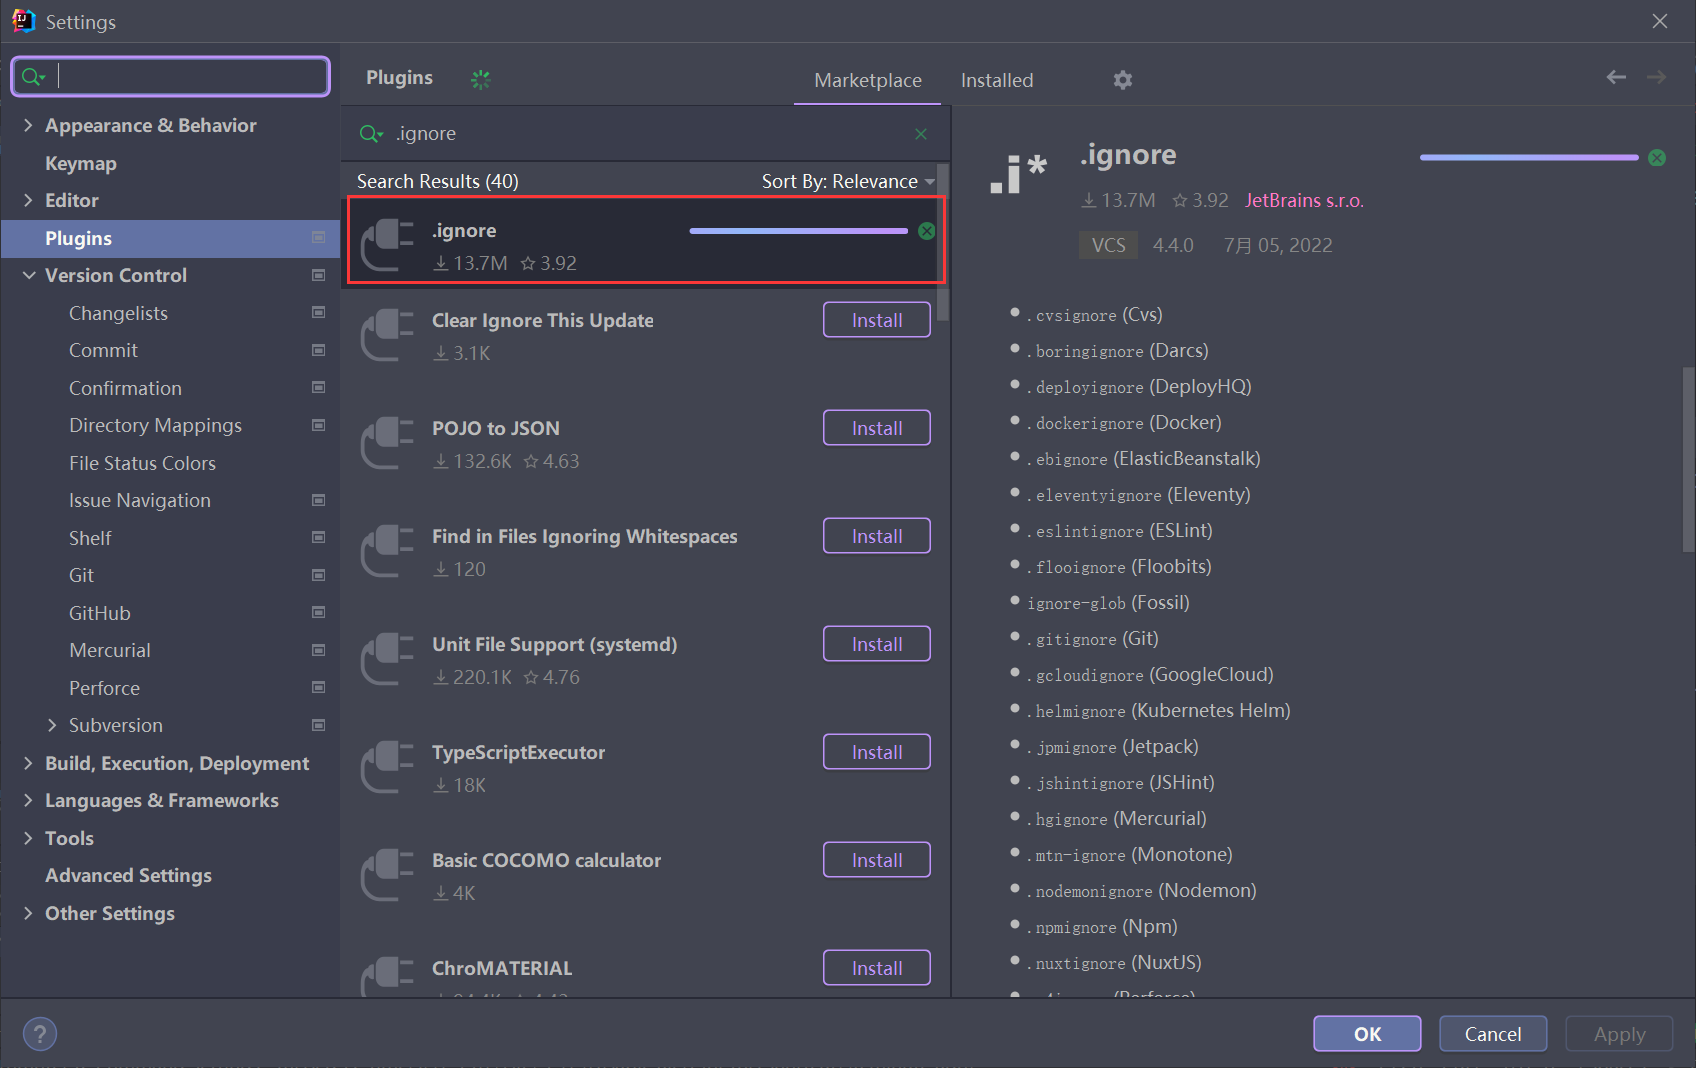 Settings
Appearance & Behavior
Keymap
Editor
Plugins
Version Control
Changelists
Commit
Confirmation
Directory Mappings
File Status Colors
Issue Navigation
Shelf
Git
GitHub
Mercurial
Perforce
Subversion
Build, Execution, Deployment
Languages & Frameworks
Tools
Advanced Settings
Other Settings
Plugins
Marketplace
Installed
.ignore
Search Results (40)
Sort By: Relevance
.ignore
13.7M 3.92
Clear Ignore This Update
Install
3.1K
POJO to JSON
Install
132.6K 4.63
Find in Files Ignoring Whitespaces
Install
120
Unit File Support (systemd)
Install
220.1K 4.76
TypeScriptExecutor
Install
18K
Basic COCOMO calculator
Install
4K
ChroMATERIAL
Install
.i*
.ignore
13.7M 3.92 JetBrains s.r.o.
VCS 4.4.0 7月 05, 2022
.cvsignore (Cvs)
.boringignore (Darcs)
.deployignore (DeployHQ)
.dockerignore (Docker)
.ebignore (ElasticBeanstalk)
.eleventyignore (Eleventy)
.eslintignore (ESLint)
.flooignore (Floobits)
ignore-glob (Fossil)
.gitignore (Git)
.gcloudignore (GoogleCloud)
.helmignore (Kubernetes Helm)
.jpmignore (Jetpack)
.jshintignore (JSHint)
.hgignore (Mercurial)
.mtn-ignore (Monotone)
.nodemonignore (Nodemon)
.npmignore (Npm)
.nuxtignore (NuxtJS)
?
OK
Cancel
Apply